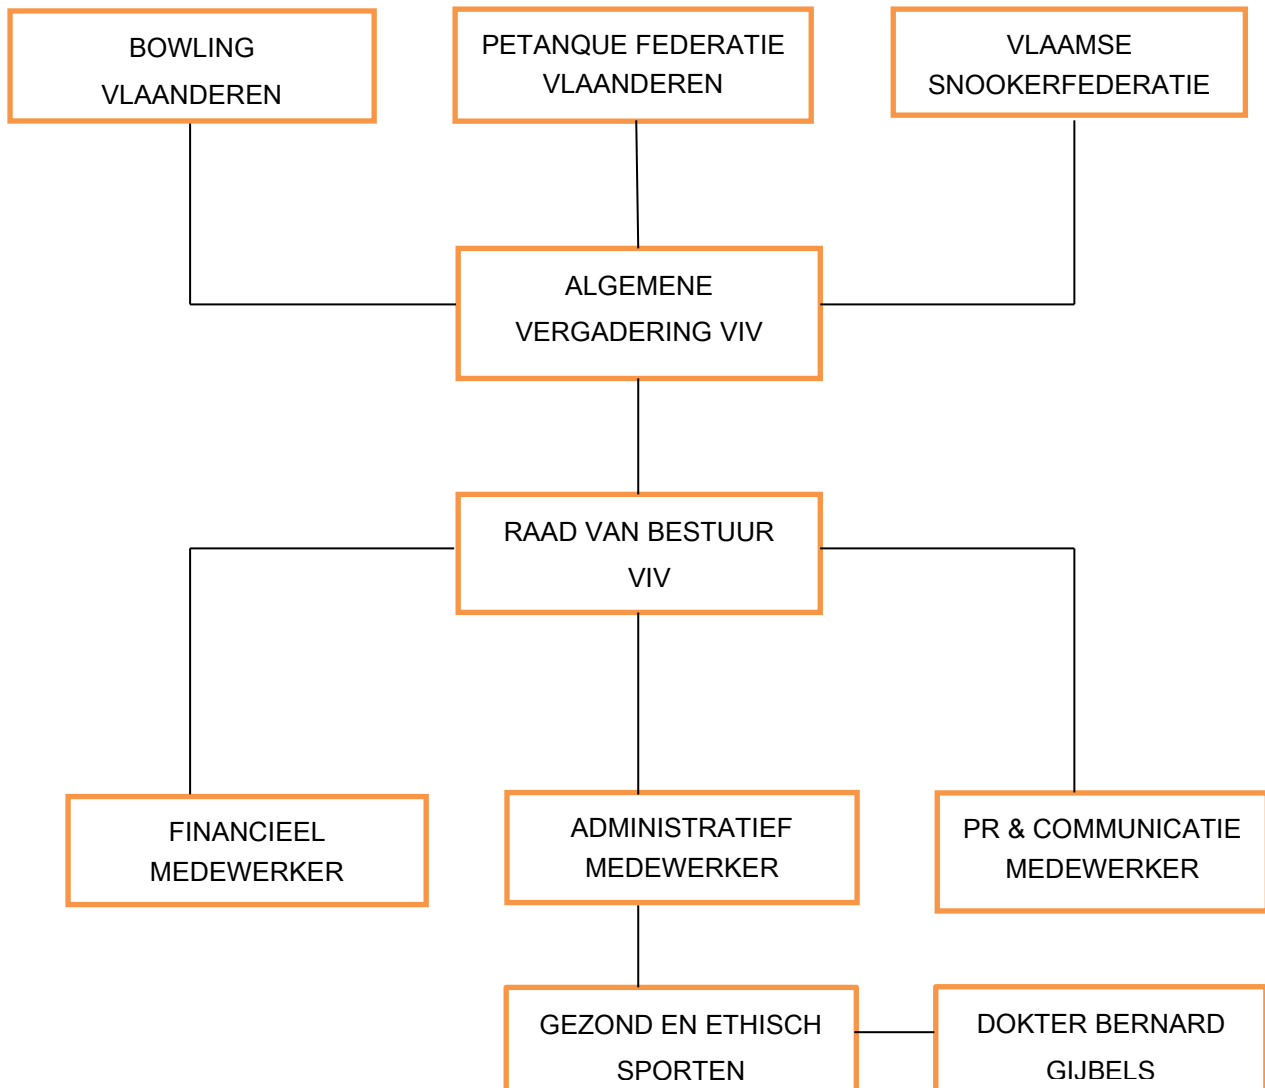 BOWLING
VLAANDEREN
PETANQUE FEDERATIE
VLAANDEREN
VLAAMSE
SNOOKERFEDERATIE
ALGEMENE
VERGADERING VIV
RAAD VAN BESTUUR
VIV
FINANCIEEL
MEDEWERKER
ADMINISTRATIEF
MEDEWERKER
PR & COMMUNICATIE
MEDEWERKER
GEZOND EN ETHISCH
SPORTEN
DOKTER BERNARD
GIJBELS